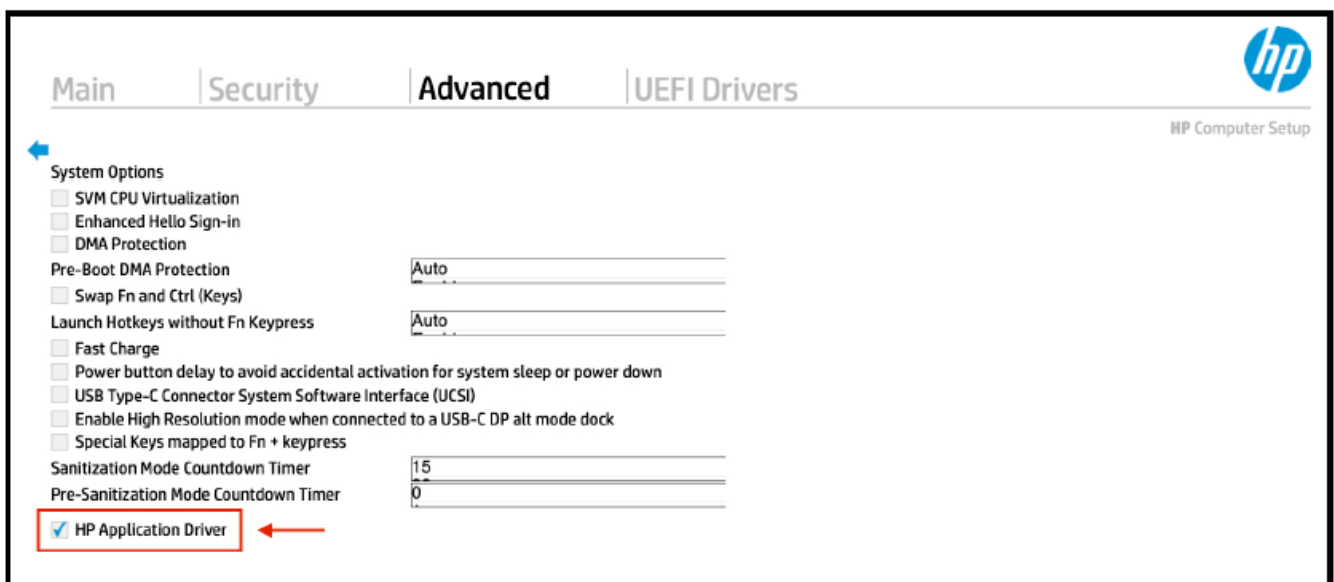 hp
Main Security Advanced UEFI Drivers
HP Computer Setup
System Options
SVM CPU Virtualization
Enhanced Hello Sign-in
DMA Protection
Pre-Boot DMA Protection Auto
Swap Fn and Ctrl (Keys)
Launch Hotkeys without Fn Keypress Auto
Fast Charge
Power button delay to avoid accidental activation for system sleep or power down
USB Type-C Connector System Software Interface (UCSI)
Enable High Resolution mode when connected to a USB-C DP alt mode dock
Special Keys mapped to Fn + keypress
Sanitization Mode Countdown Timer 15
Pre-Sanitization Mode Countdown Timer 0
HP Application Driver